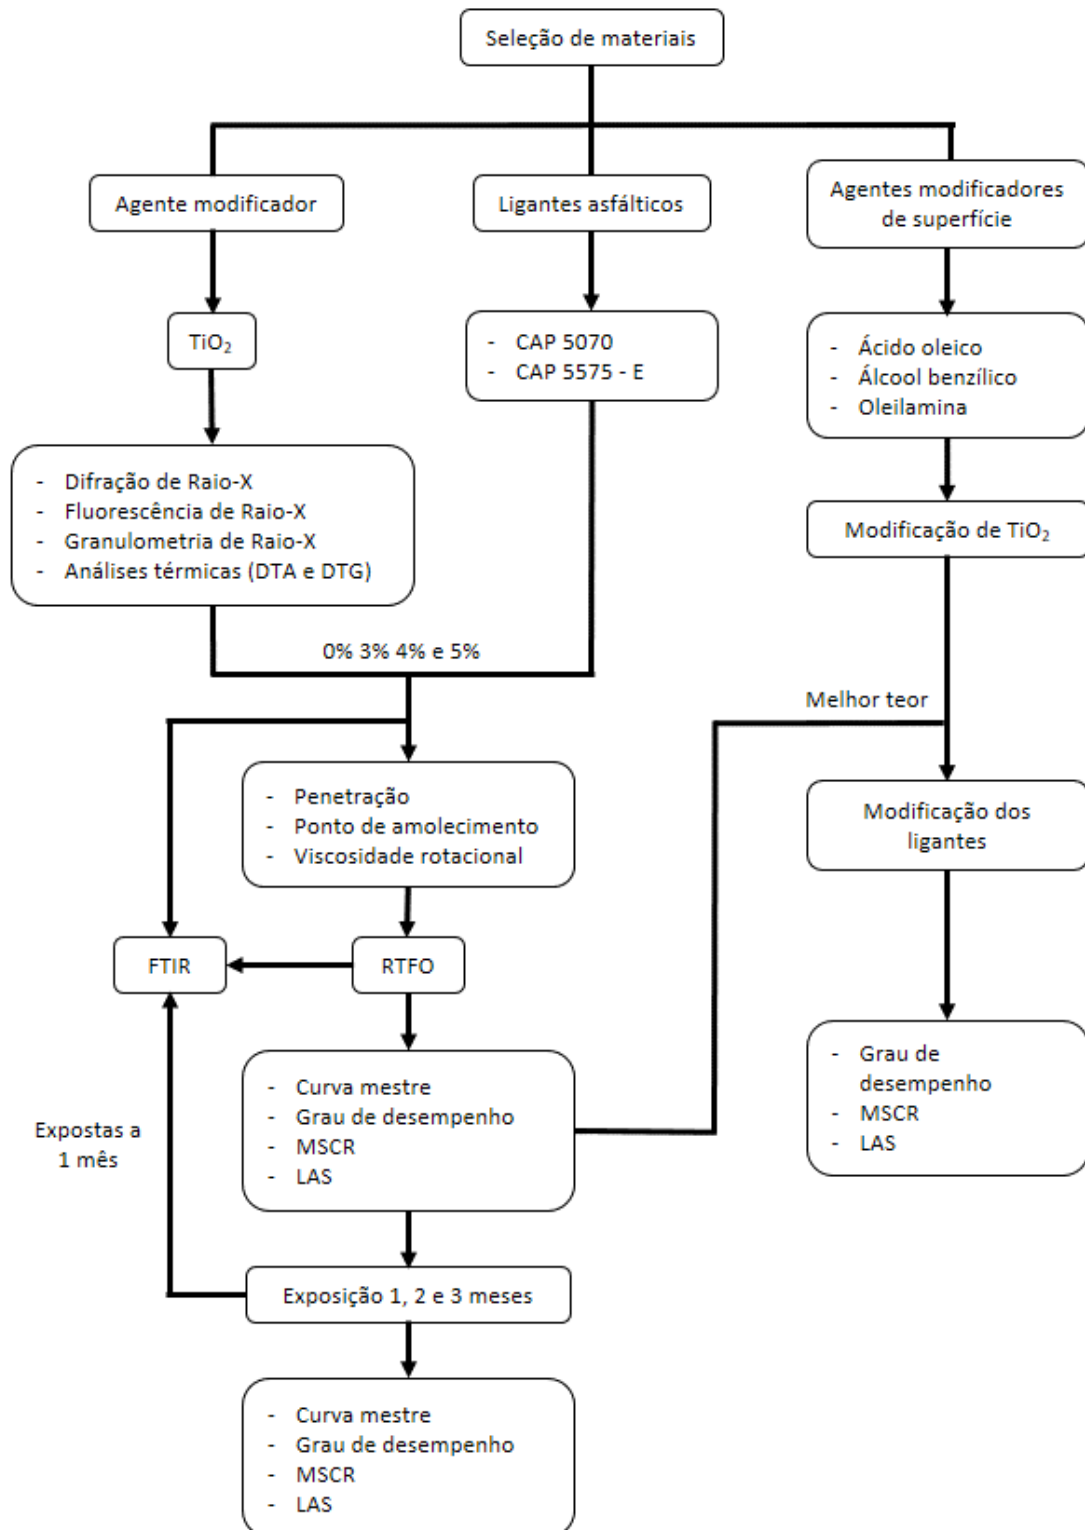 Seleção de materiais
Agente modificador
Ligantes asfálticos
Agentes modificadores
de superfície
TiO₂
- CAP 5070
- CAP 5575 - E
- Ácido oleico
- Álcool benzílico
- Oleilamina
- Difração de Raio-X
- Fluorescência de Raio-X
- Granulometria de Raio-X
- Análises térmicas (DTA e DTG)
Modificação de TiO₂
0% 3% 4% e 5%
Melhor teor
- Penetração
- Ponto de amolecimento
- Viscosidade rotacional
Modificação dos
ligantes
FTIR
RTFO
- Curva mestre
- Grau de desempenho
- MSCR
- LAS
- Grau de
desempenho
- MSCR
- LAS
Expostas a
1 mês
Exposição 1, 2 e 3 meses
- Curva mestre
- Grau de desempenho
- MSCR
- LAS